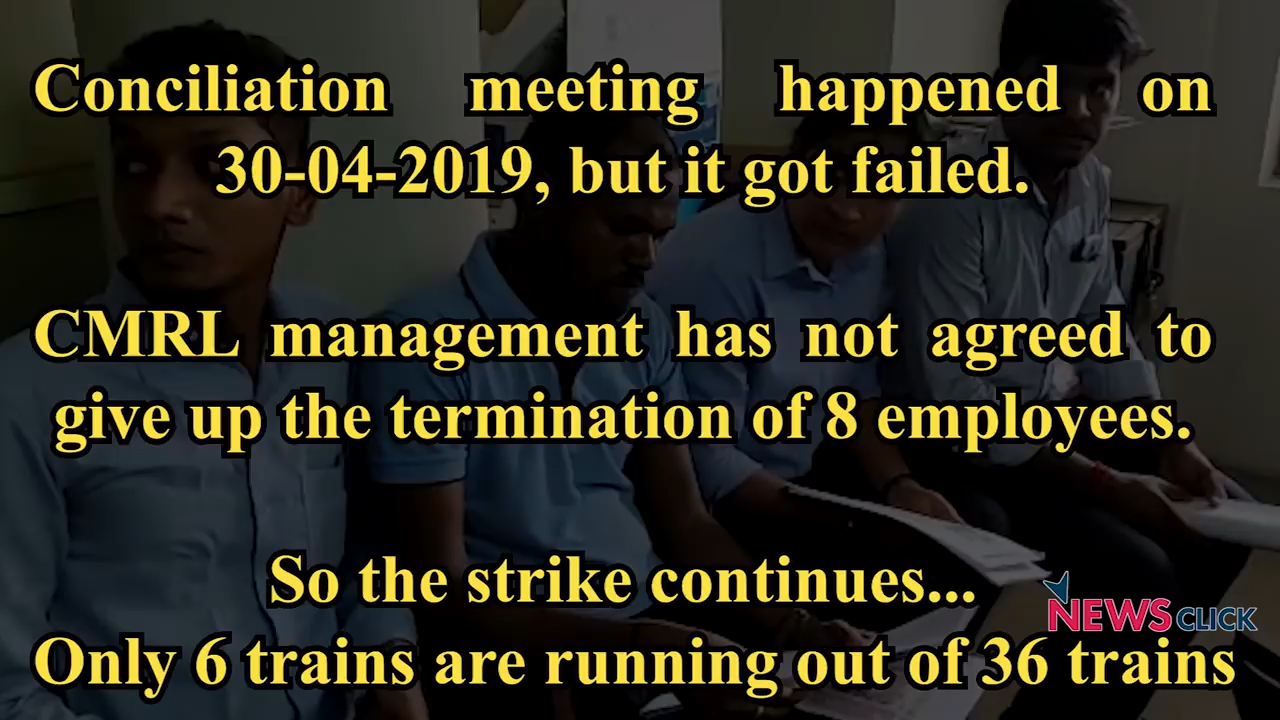 Conciliation meeting happened on
30-04-2019, but it got failed.
CMRL management has not agreed to
give up the termination of 8 employees.
So the strike continues...
NEWSCLICK
Only 6 trains are running out of 36 trains